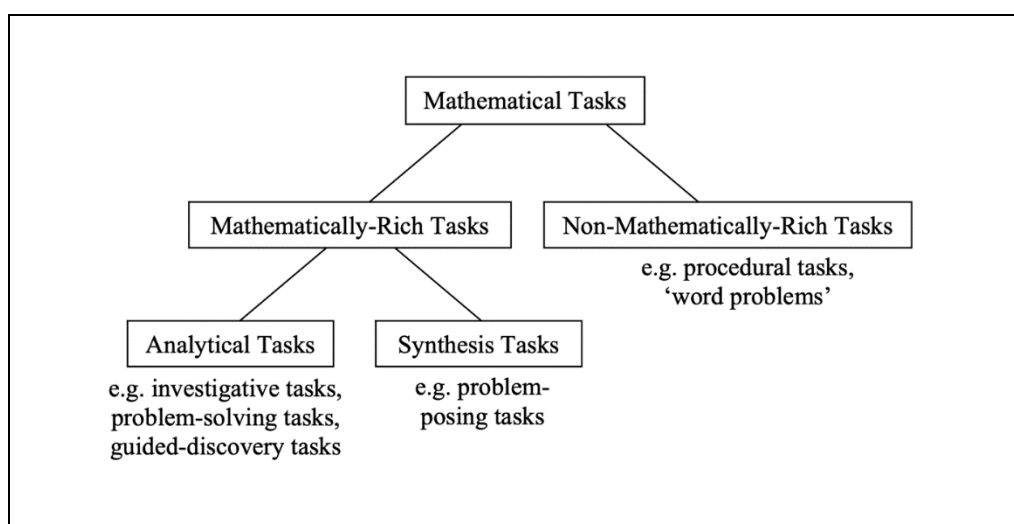 Mathematical Tasks
Mathematically-Rich Tasks
Non-Mathematically-Rich Tasks
e.g. procedural tasks,
‘word problems’
Analytical Tasks
Synthesis Tasks
e.g. investigative tasks,
problem-solving tasks,
guided-discovery tasks
e.g. problem-
posing tasks